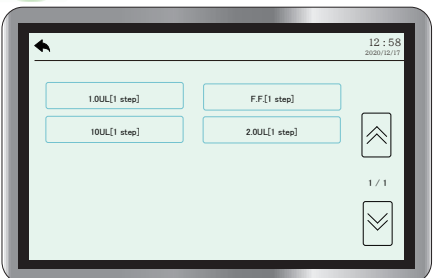 12 : 58
2020/12/17
1.0UL[1 step]
F.F.[1 step]
10UL[1 step]
2.0UL[1 step]
1 / 1